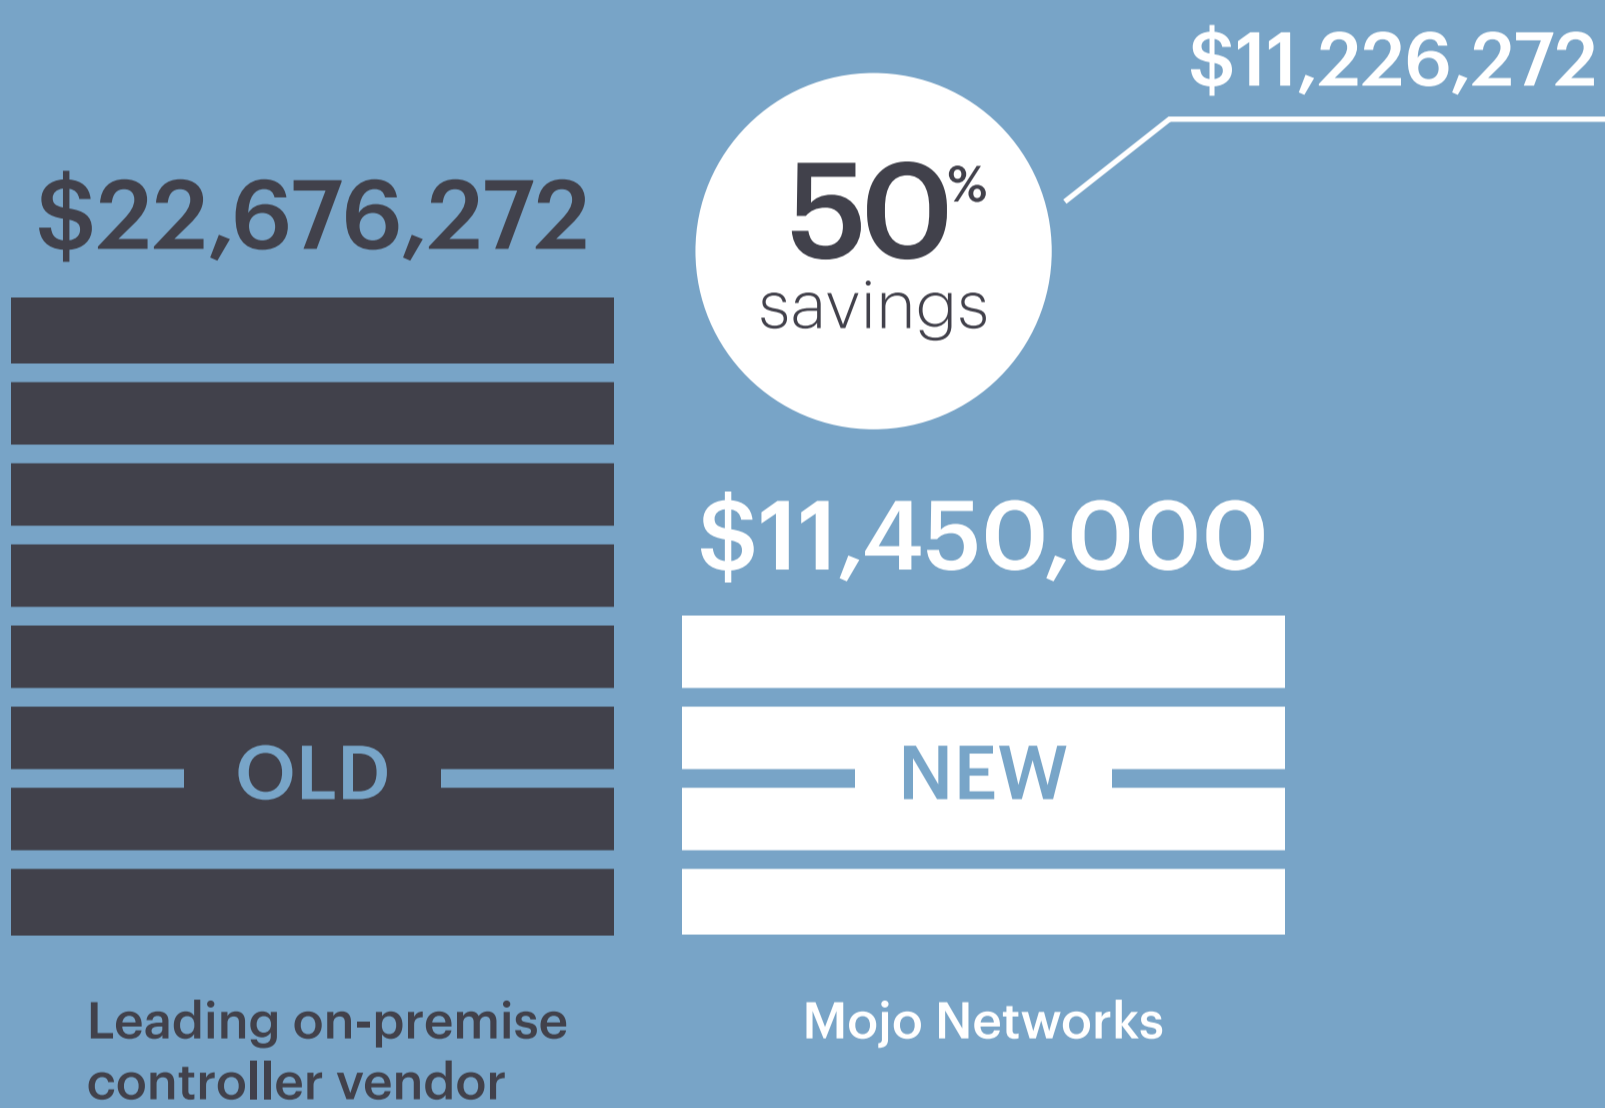 $11,226,272
50%
savings
$22,676,272
$11,450,000
OLD
NEW
Leading on-premise
controller vendor
Mojo Networks